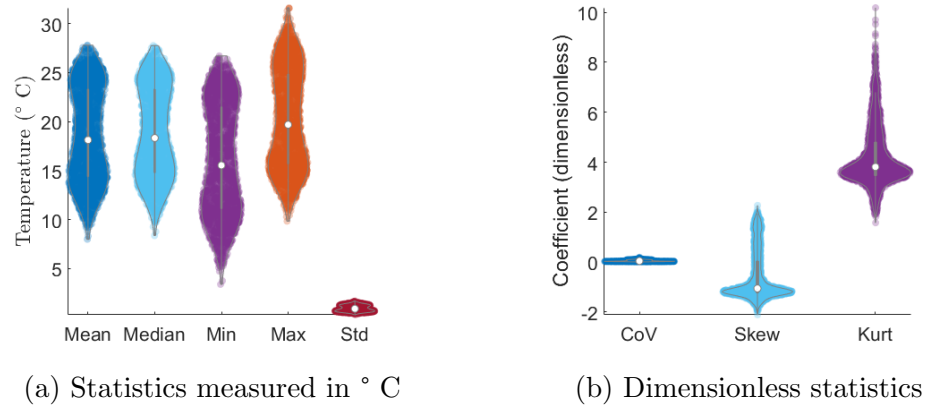 30
25
20
15
10
5
Temperature (° C)
Mean Median Min Max Std
(a) Statistics measured in ° C
10
8
6
4
2
0
-2
Coefficient (dimensionless)
CoV Skew Kurt
(b) Dimensionless statistics